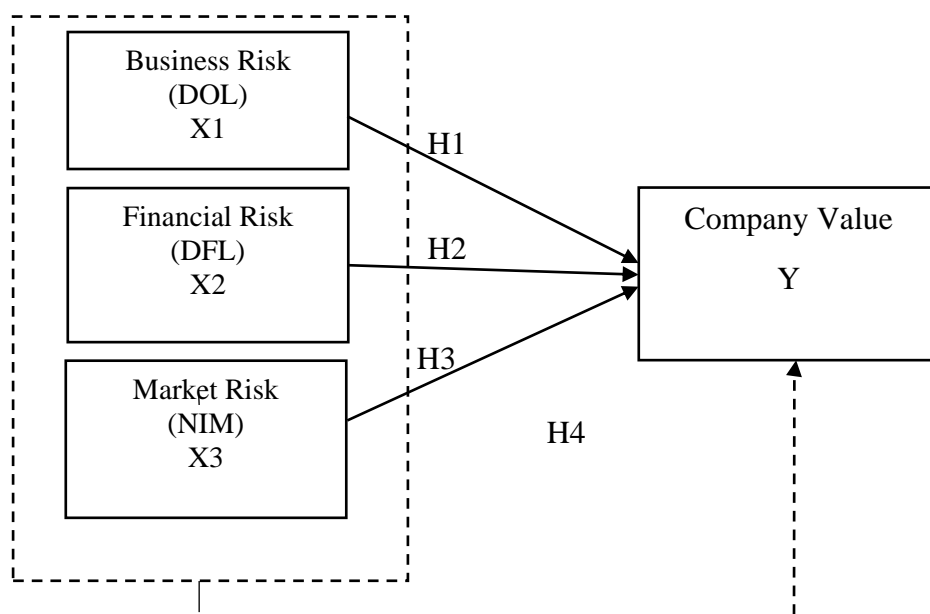 Business Risk
(DOL)
X1
H1
Financial Risk
(DFL)
X2
H2
Company Value
Y
Market Risk
(NIM)
X3
H3
H4